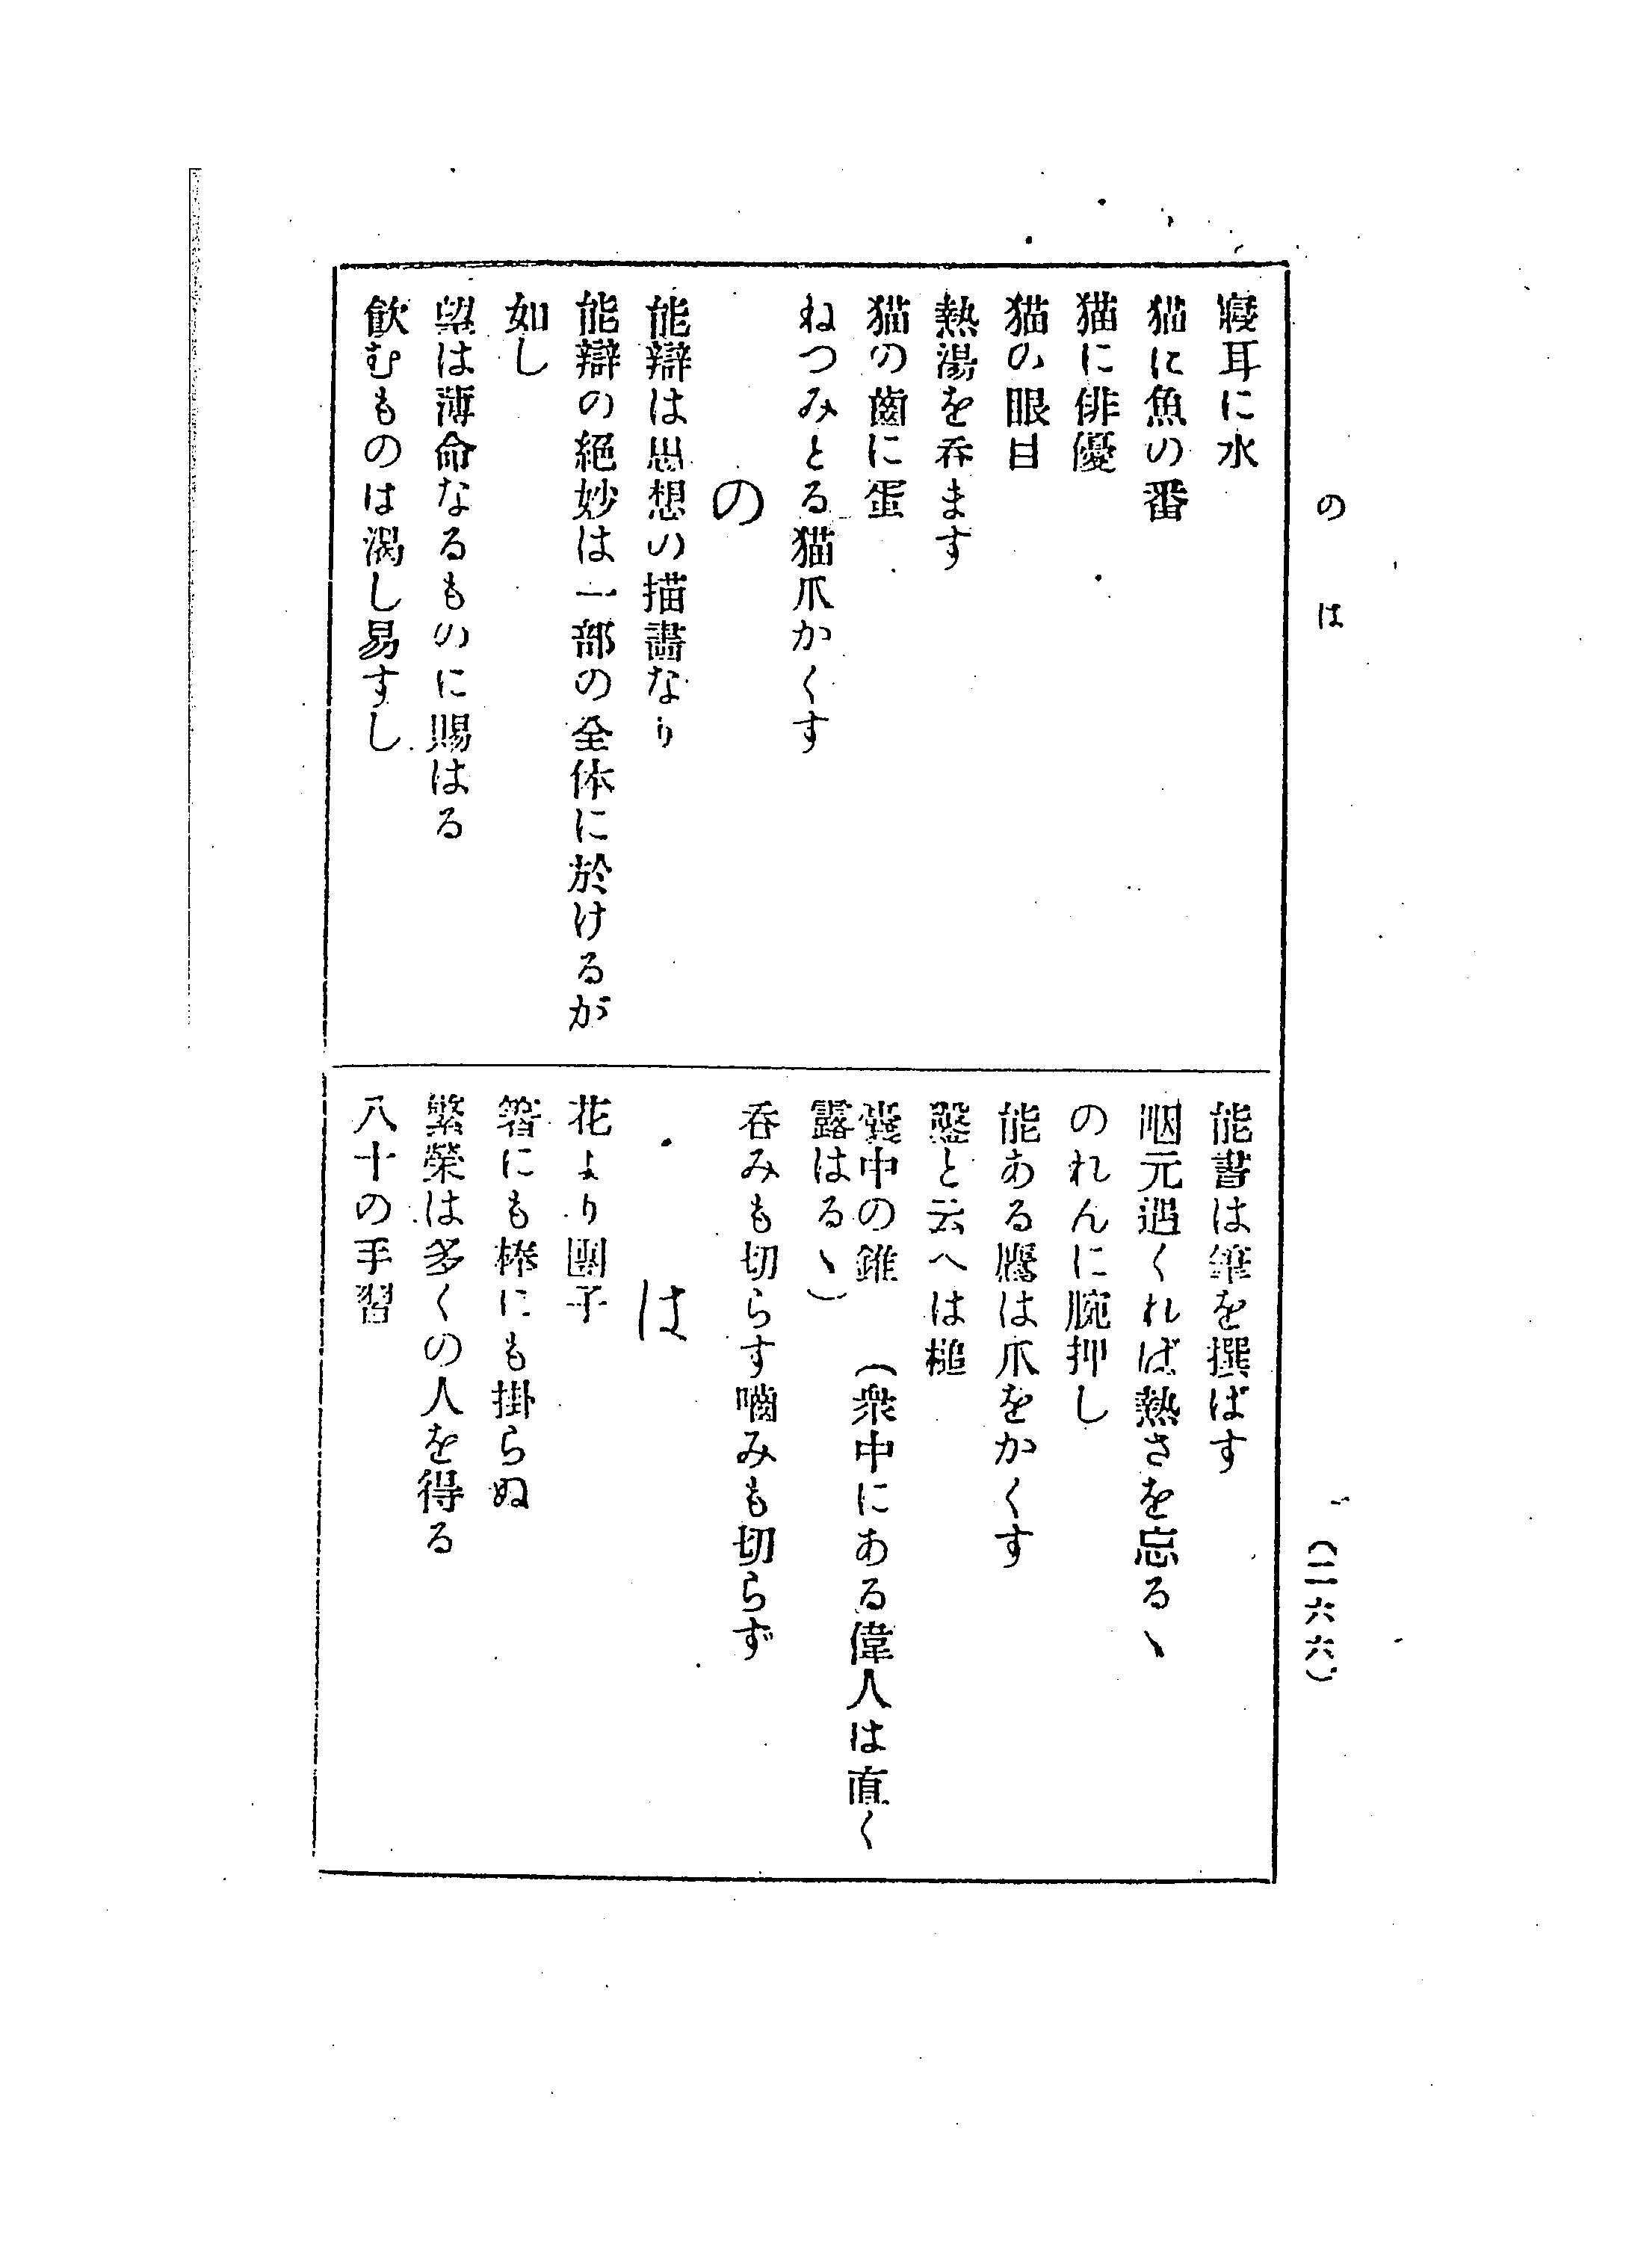 のは
(二六六)
寢耳に水
猫に魚の番
猫に俳優
猫の眼目
熱湯を呑ます
猫の齒に蚤
ねつみとる猫爪かくす
の
能辯は思想の描畵なり
能辯の絕妙は一部の全体に於けるが
如し
望は薄命なるものに賜はる
飮むものは渴し易すし
能書は筆を撰ばす
咽元過くれば熱さを忘るヽ
のれんに腕押し
能ある鷹は爪をかくす
鑿と云へは槌
囊中の錐 (衆中にある偉人は直く
露はるヽ)
呑みも切らす嚙みも切らず
は
花より團子
箸にも棒にも掛らぬ
繁榮は多くの人を得る
八十の手習